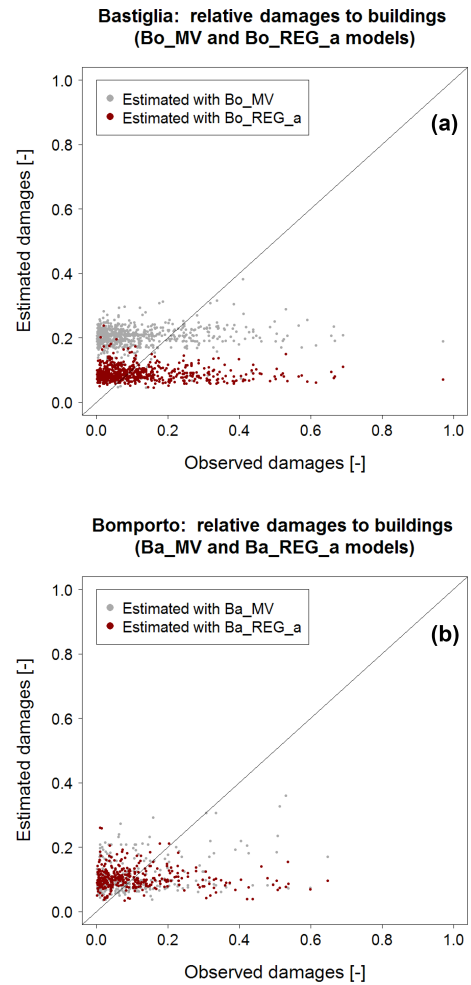 Bastiglia: relative damages to buildings
(Bo_MV and Bo_REG_a models)
1.0
0.8
0.6
0.4
0.2
0.0
Estimated damages [-]
Estimated with Bo_MV
Estimated with Bo_REG_a
(a)
0.0 0.2 0.4 0.6 0.8 1.0
Observed damages [-]
Bomporto: relative damages to buildings
(Ba_MV and Ba_REG_a models)
1.0
0.8
0.6
0.4
0.2
0.0
Estimated damages [-]
Estimated with Ba_MV
Estimated with Ba_REG_a
(b)
0.0 0.2 0.4 0.6 0.8 1.0
Observed damages [-]